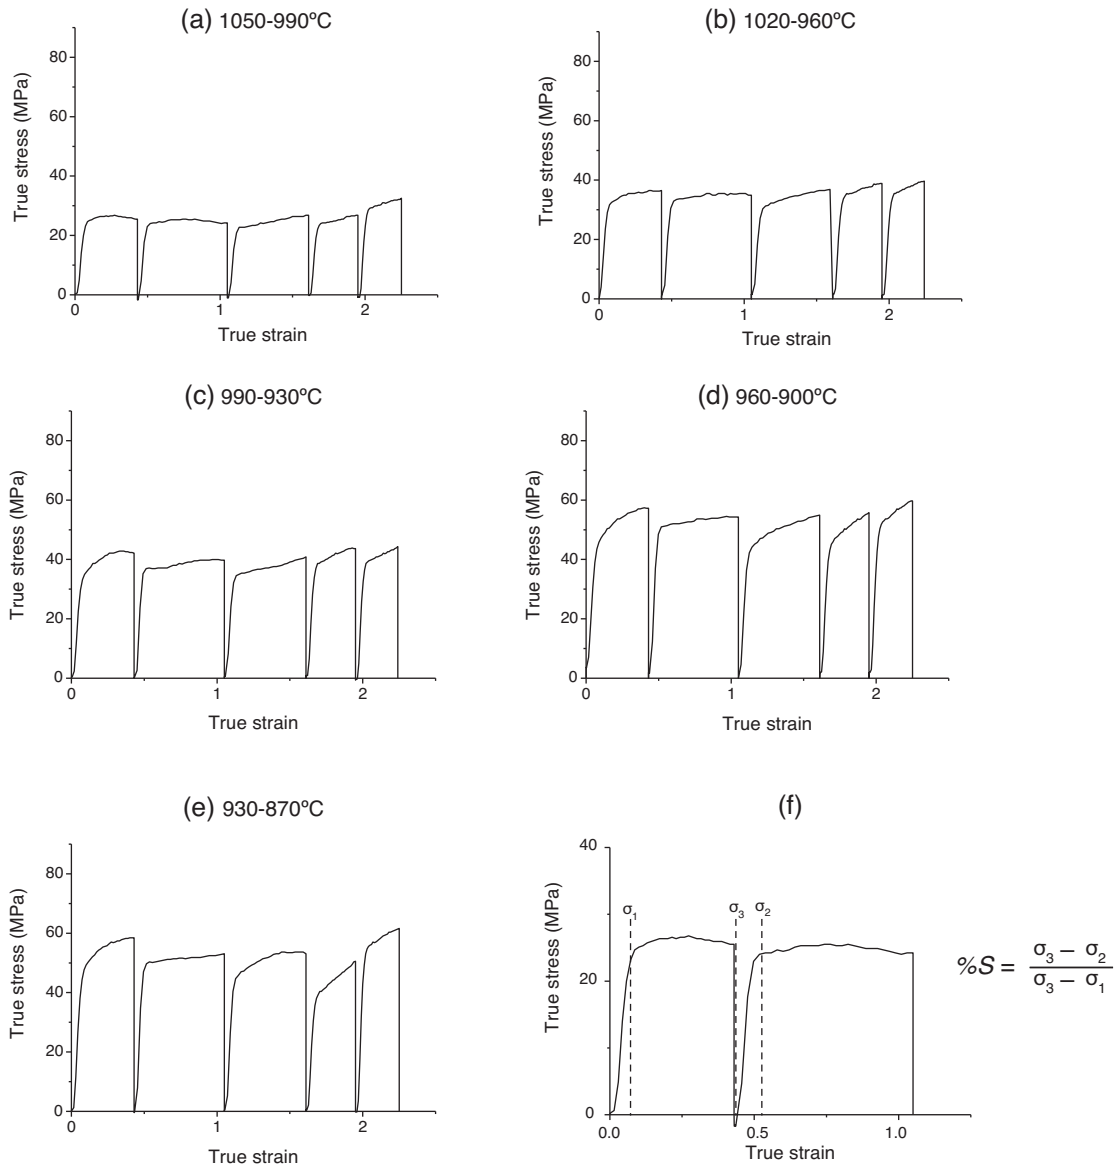 (a) 1050-990ºC
True stress (MPa)
80
60
40
20
0
0
1
2
True strain
(b) 1020-960ºC
True stress (MPa)
80
60
40
20
0
0
1
2
True strain
(c) 990-930ºC
True stress (MPa)
80
60
40
20
0
0
1
2
True strain
(d) 960-900ºC
True stress (MPa)
80
60
40
20
0
0
1
2
True strain
(e) 930-870ºC
True stress (MPa)
80
60
40
20
0
0
1
2
True strain
(f)
True stress (MPa)
40
20
0
0.0
0.5
1.0
True strain
σ1
σ3
σ2
%S = σ3 – σ2
σ3 – σ1